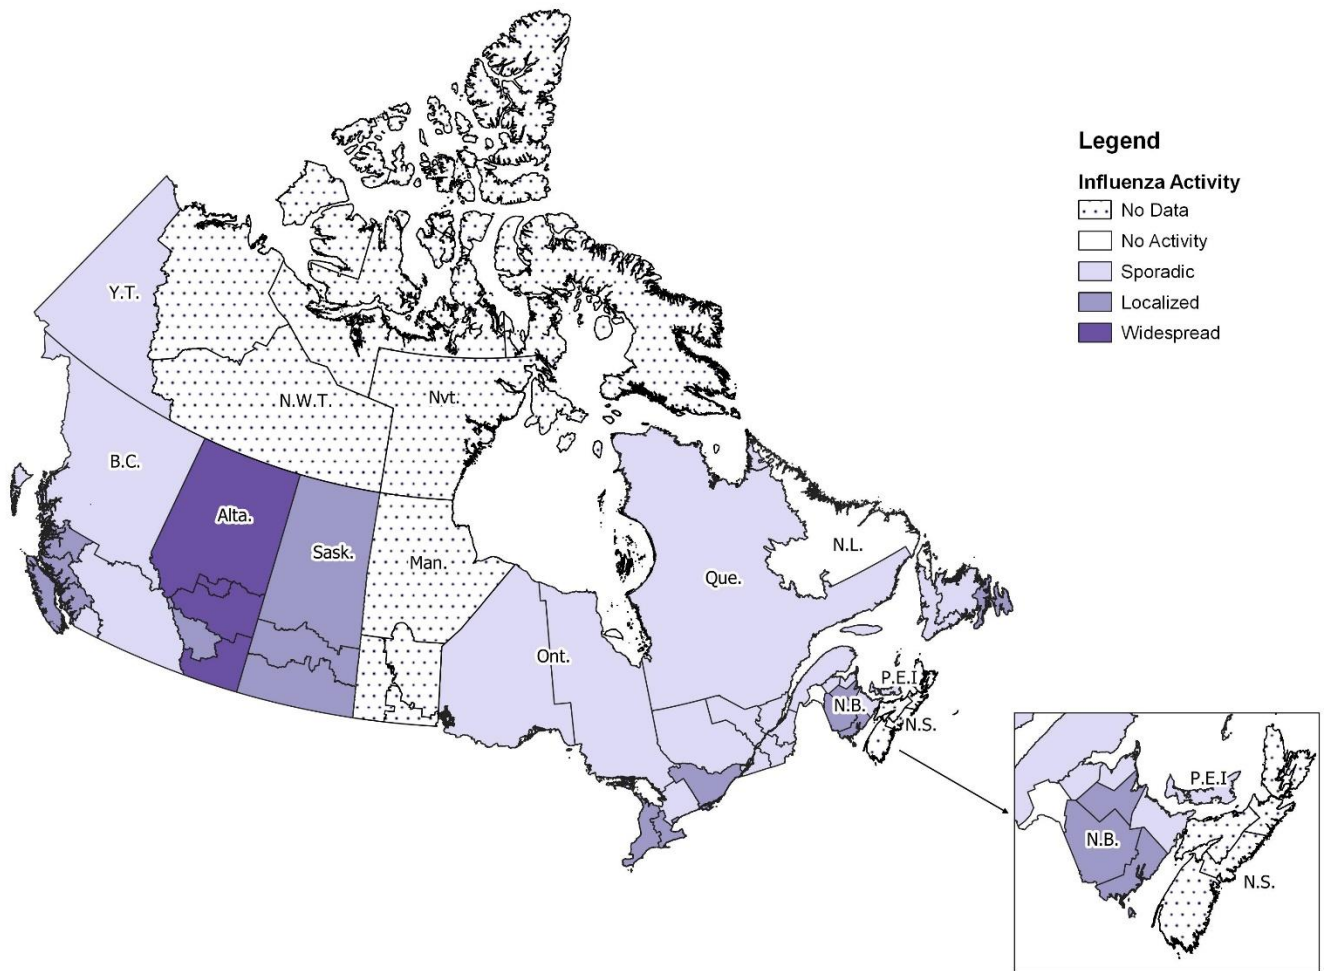 Legend
Influenza Activity
No Data
No Activity
Sporadic
Localized
Widespread
Y.T.
N.W.T.
Nvt.
B.C.
Alta.
Sask.
Man.
Ont.
Que.
N.L.
P.E.I
N.B.
N.S.
P.E.I
N.B.
N.S.